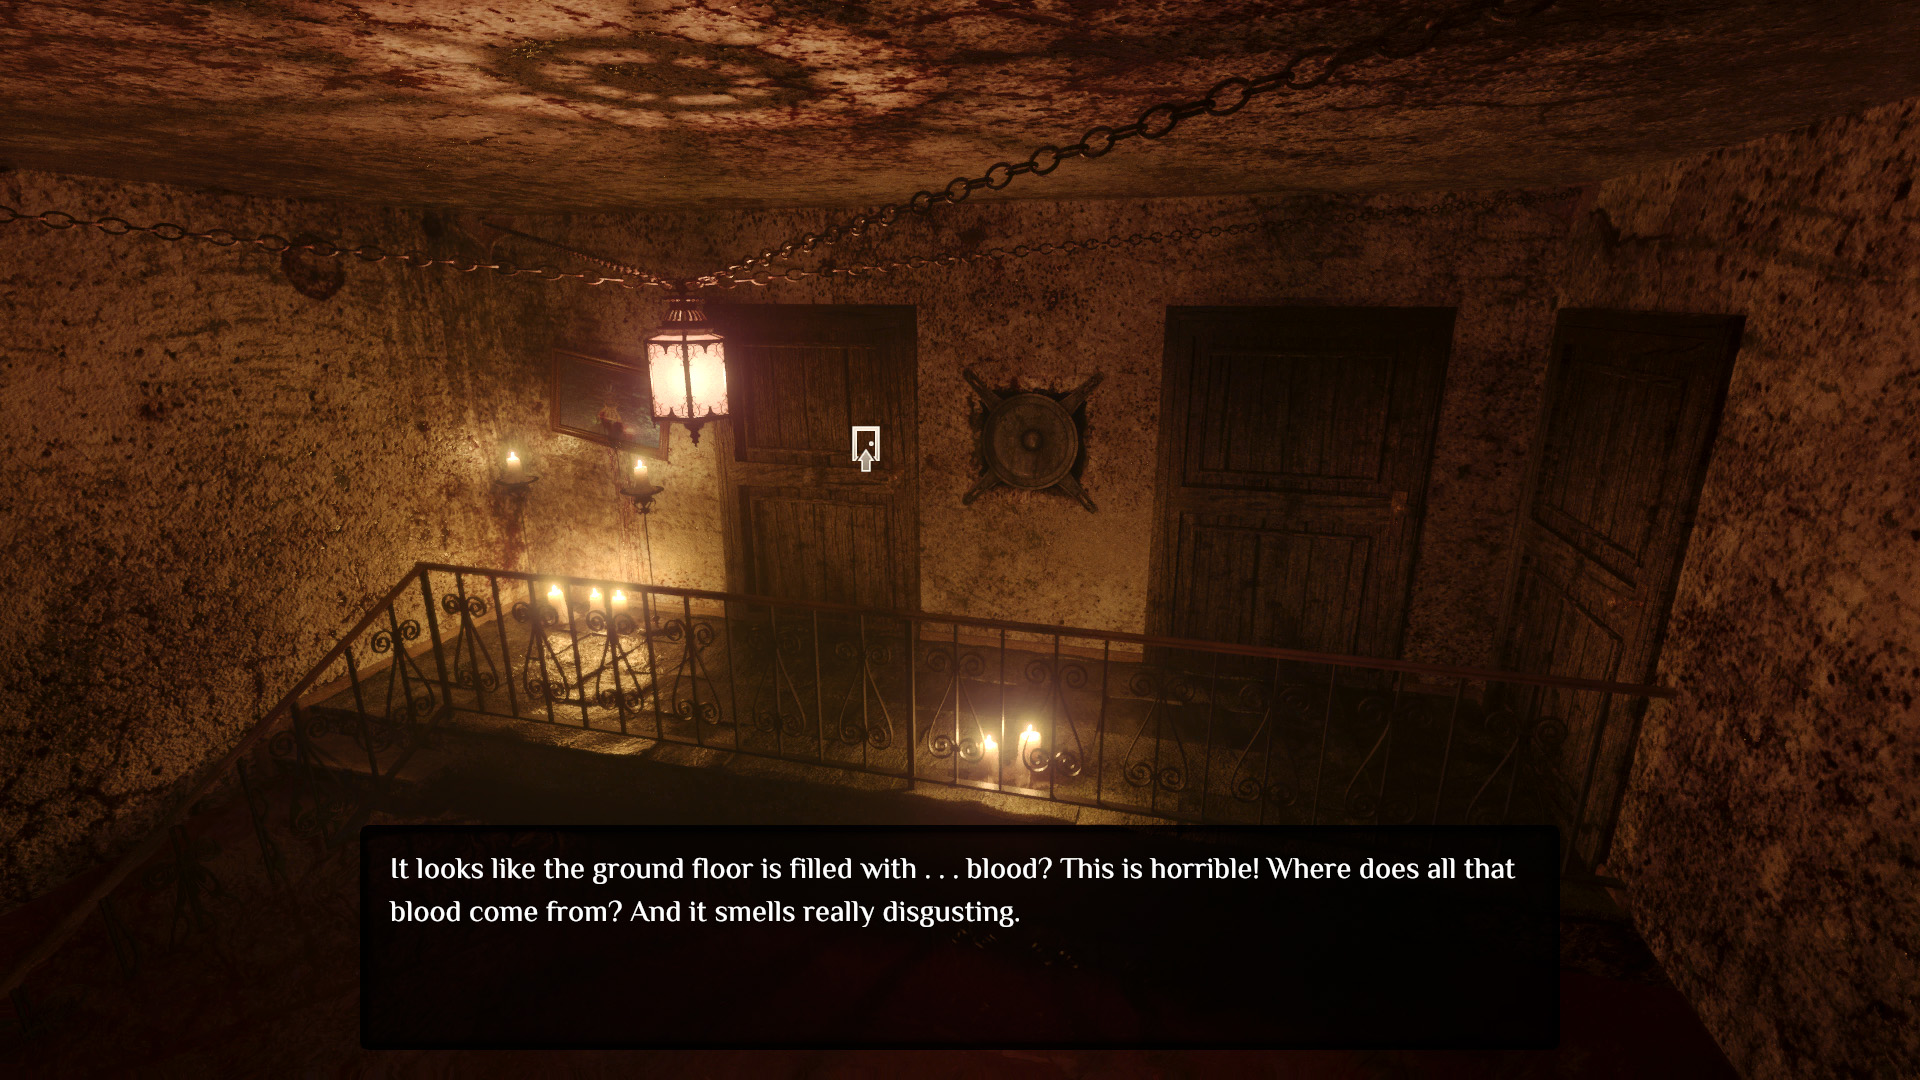 It looks like the ground floor is filled with . . . blood? This is horrible! Where does all that
blood come from? And it smells really disgusting.